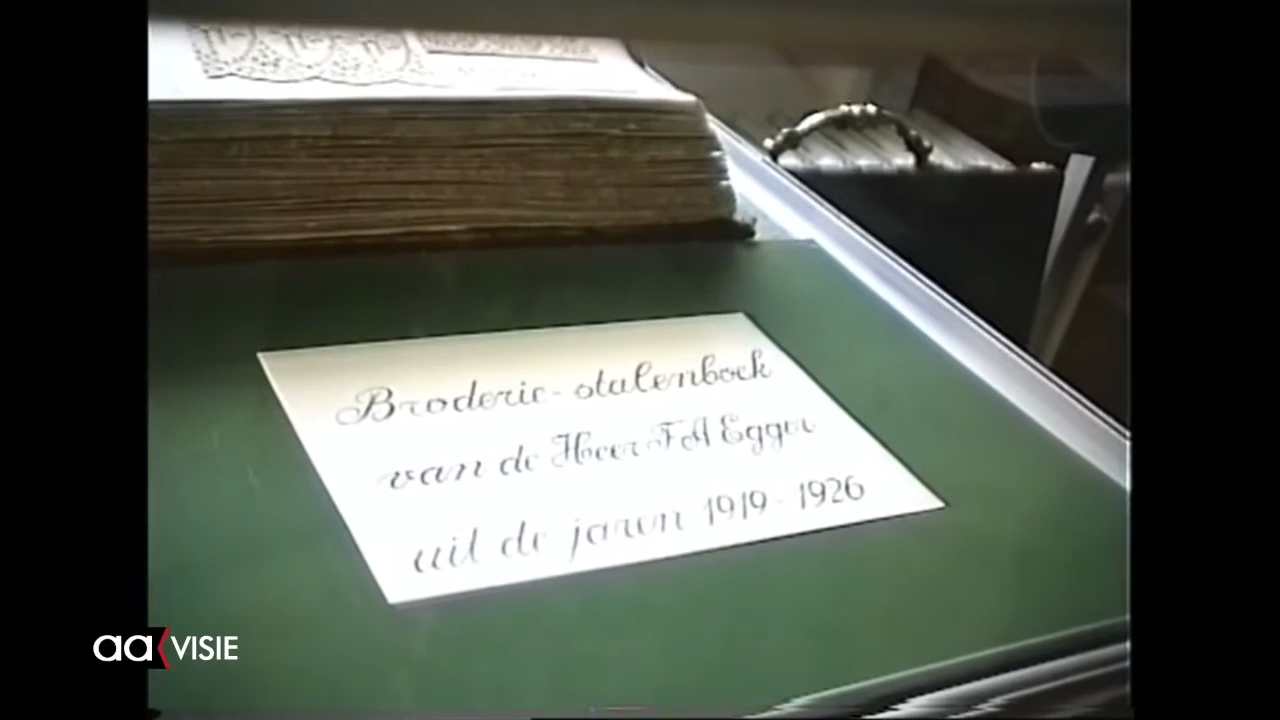 Broderie-stalenboek
van de Heer F A Egger
uit de jaren 1919-1926
aa VISIE